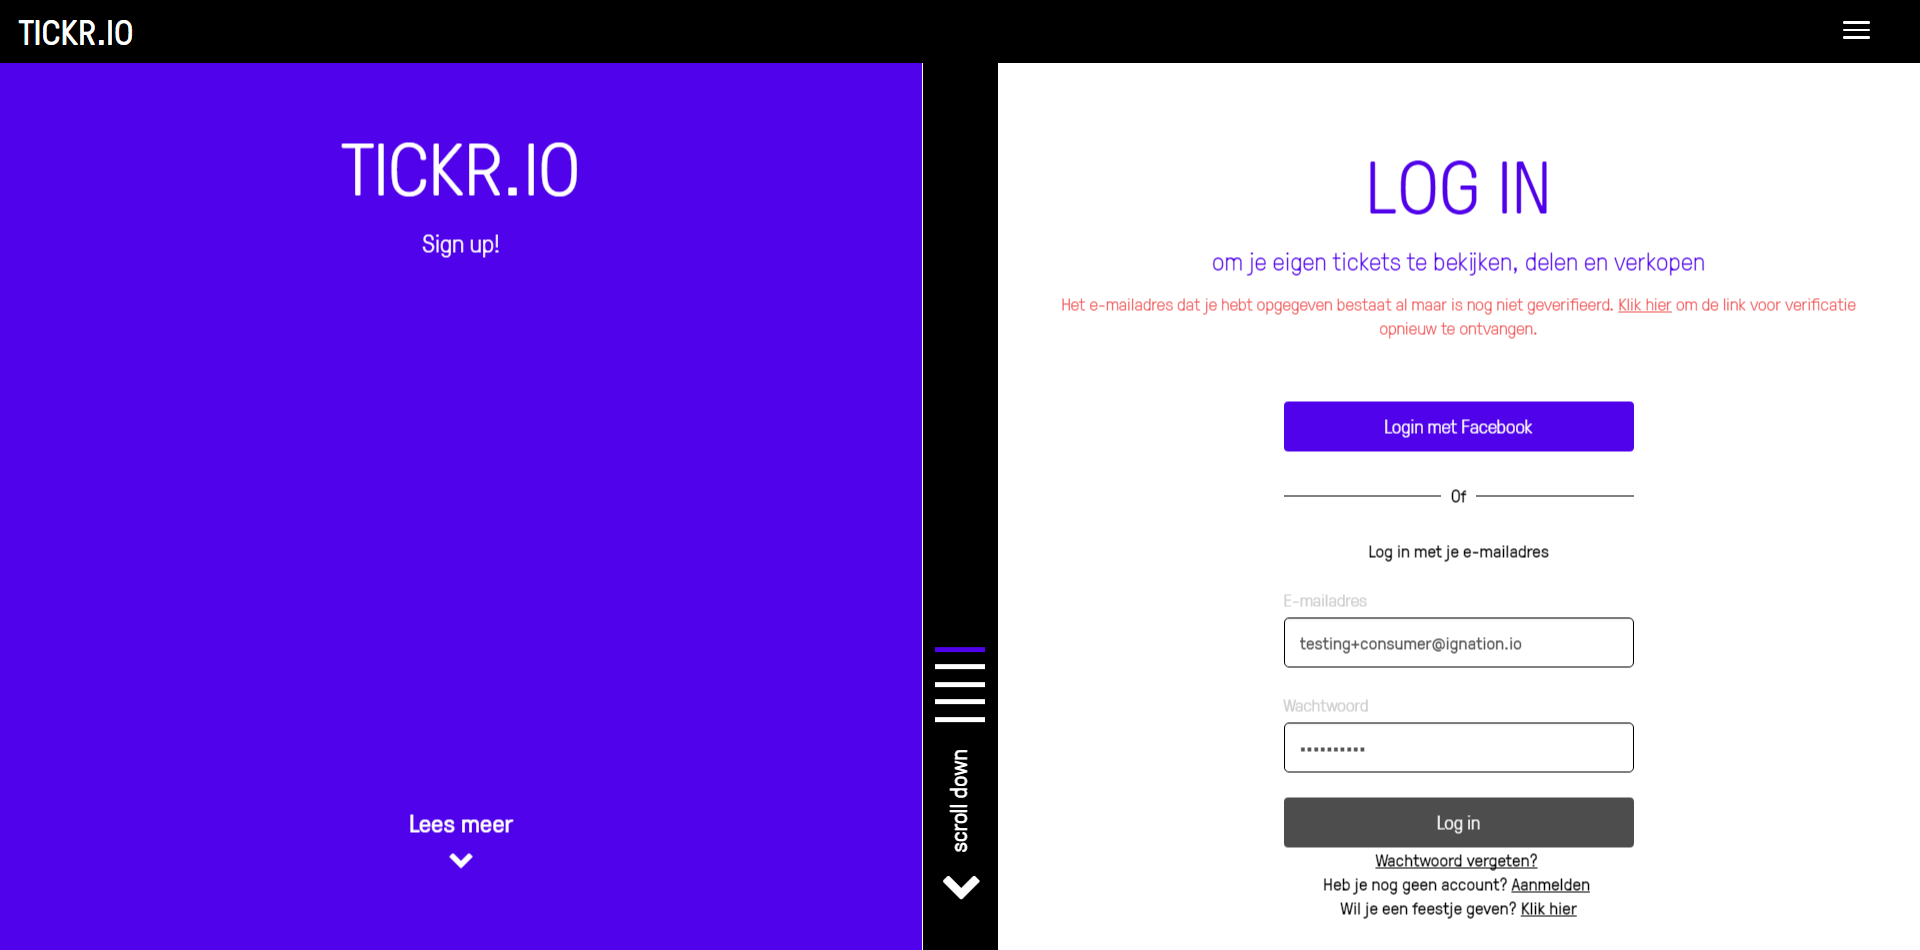 TICKR.IO
TICKR.IO
Sign up!
Lees meer
scroll down
LOG IN
om je eigen tickets te bekijken, delen en verkopen
Het e-mailadres dat je hebt opgegeven bestaat al maar is nog niet geverifieerd. Klik hier om de link voor verificatie
opnieuw te ontvangen.
Login met Facebook
Of
Log in met je e-mailadres
E-mailadres
testing+consumer@ignation.io
Wachtwoord
Log in
Wachtwoord vergeten?
Heb je nog geen account? Aanmelden
Wil je een feestje geven? Klik hier